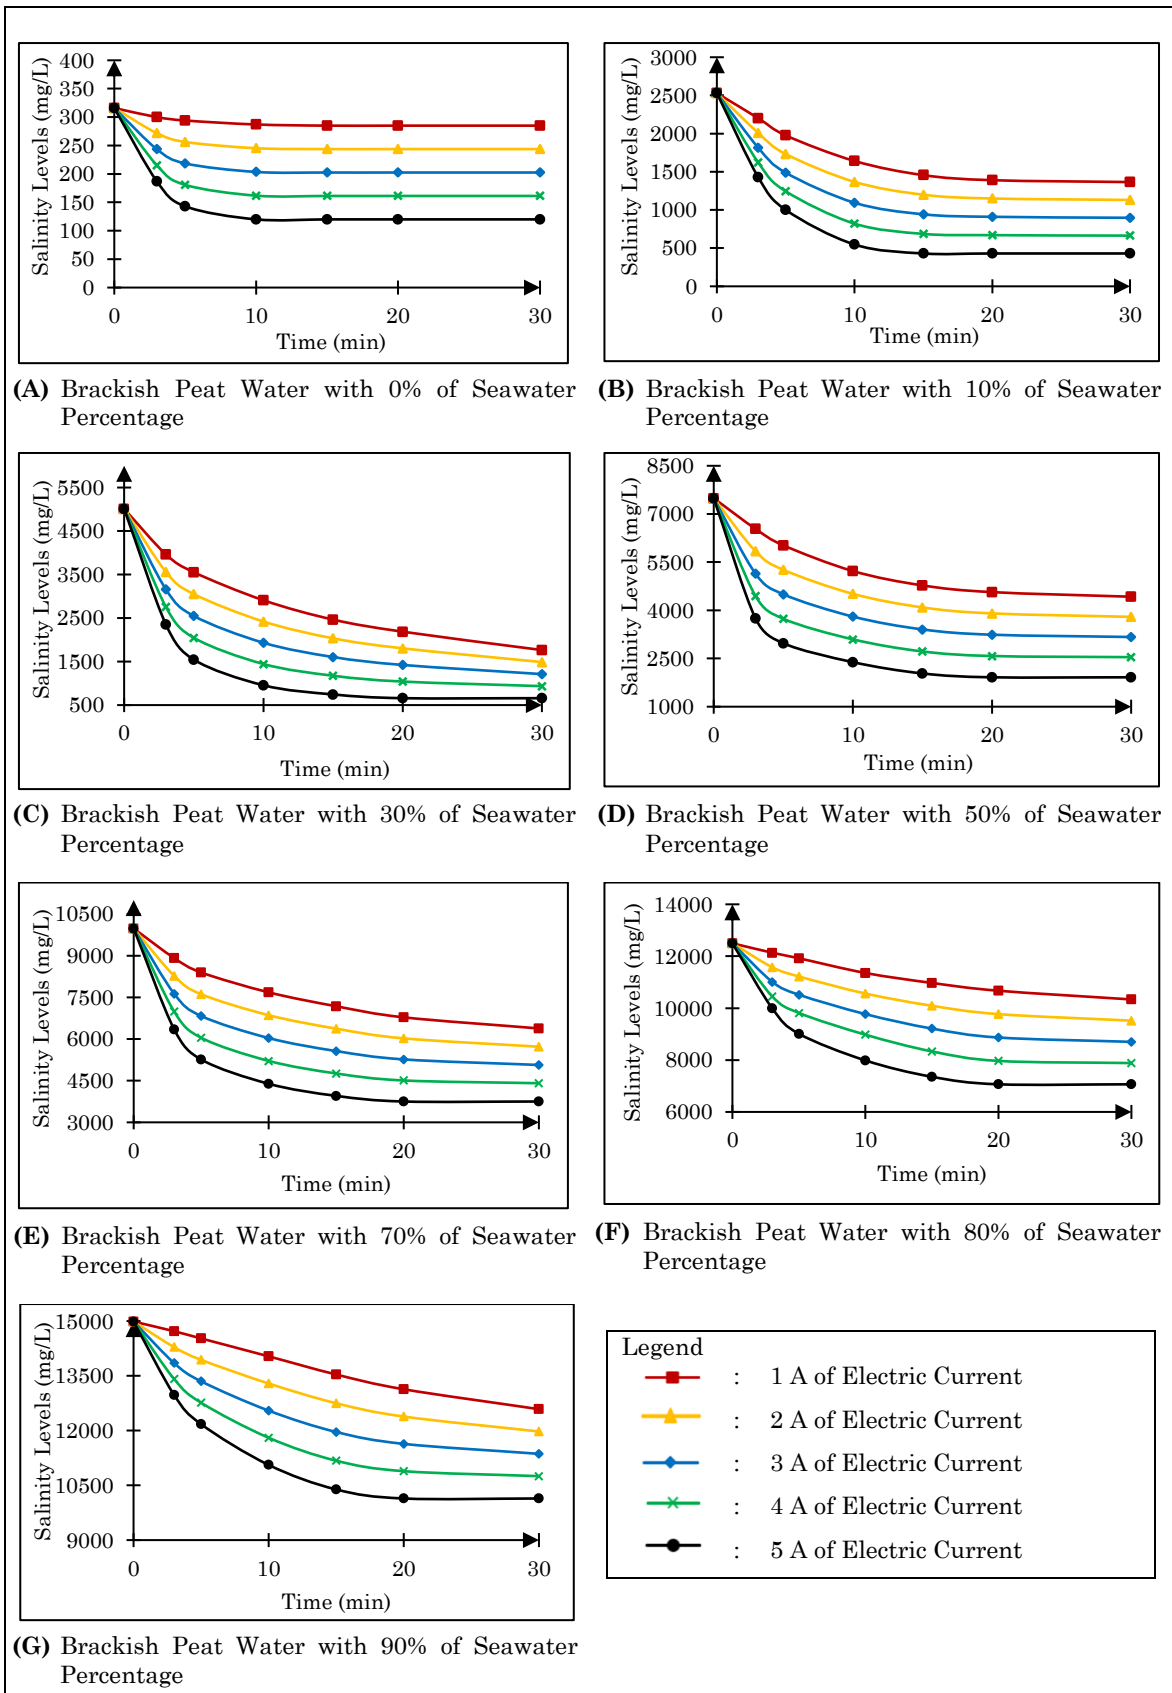 Salinity Levels (mg/L)
400
350
300
250
200
150
100
50
0
0 10 20 30
Time (min)
(A) Brackish Peat Water with 0% of Seawater
Percentage
Salinity Levels (mg/L)
3000
2500
2000
1500
1000
500
0
0 10 20 30
Time (min)
(B) Brackish Peat Water with 10% of Seawater
Percentage
Salinity Levels (mg/L)
5500
4500
3500
2500
1500
500
0 10 20 30
Time (min)
(C) Brackish Peat Water with 30% of Seawater
Percentage
Salinity Levels (mg/L)
8500
7000
5500
4000
2500
1000
0 10 20 30
Time (min)
(D) Brackish Peat Water with 50% of Seawater
Percentage
Salinity Levels (mg/L)
10500
9000
7500
6000
4500
3000
0 10 20 30
Time (min)
(E) Brackish Peat Water with 70% of Seawater
Percentage
Salinity Levels (mg/L)
14000
12000
10000
8000
6000
0 10 20 30
Time (min)
(F) Brackish Peat Water with 80% of Seawater
Percentage
Salinity Levels (mg/L)
15000
13500
12000
10500
9000
0 10 20 30
Time (min)
(G) Brackish Peat Water with 90% of Seawater
Percentage
Legend
: 1 A of Electric Current
: 2 A of Electric Current
: 3 A of Electric Current
: 4 A of Electric Current
: 5 A of Electric Current